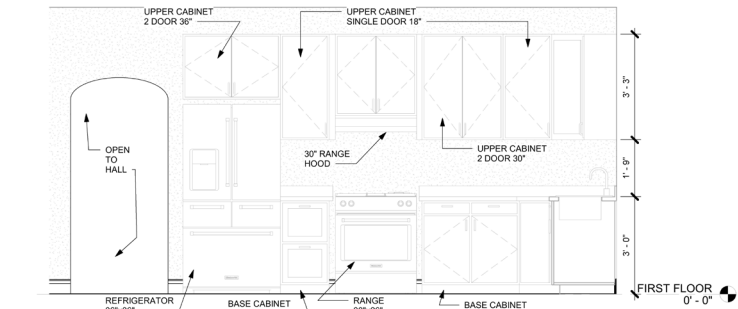 UPPER CABINET
2 DOOR 36"
UPPER CABINET
SINGLE DOOR 18"
OPEN
TO
HALL
30" RANGE
HOOD
UPPER CABINET
2 DOOR 30"
3' - 3"
1' - 9"
3' - 0"
FIRST FLOOR
0' - 0"
REFRIGERATOR
BASE CABINET
RANGE
BASE CABINET